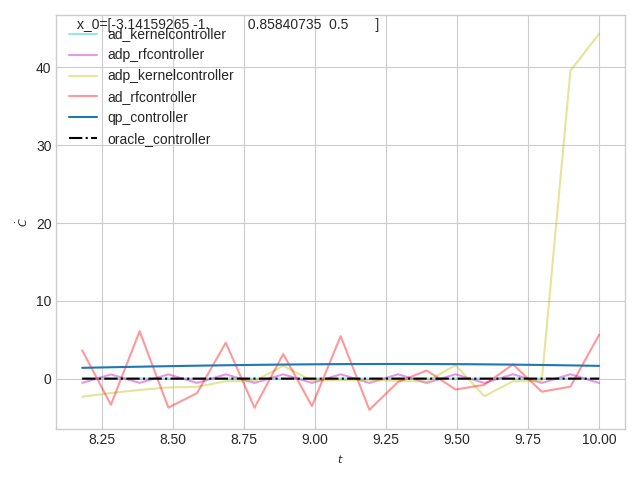 x_0=[-3.14159265 -1. 0.85840735 0.5 ]
ad_kernelcontroller
adp_rfcontroller
adp_kernelcontroller
ad_rfcontroller
qp_controller
oracle_controller
40
30
20
10
0
Ċ
8.25 8.50 8.75 9.00 9.25 9.50 9.75 10.00
t